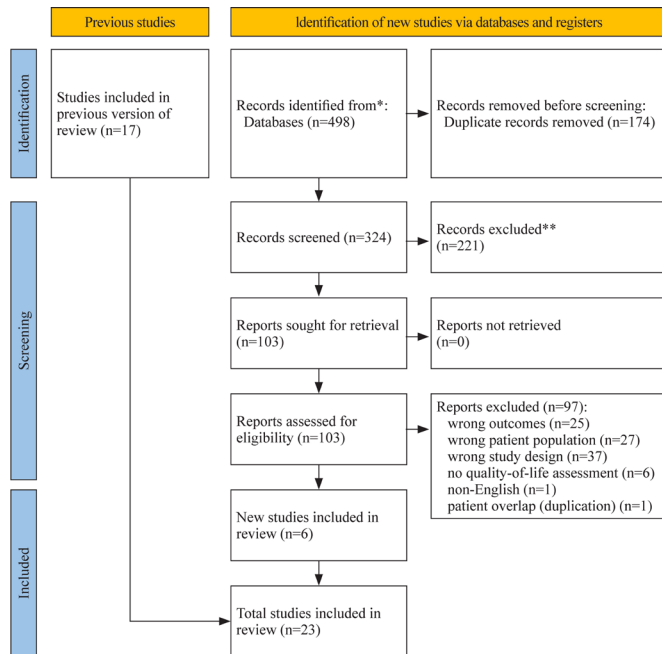 Previous studies
Identification of new studies via databases and registers
Identification
Studies included in
previous version of
review (n=17)
Records identified from*:
Databases (n=498)
Records removed before screening:
Duplicate records removed (n=174)
Screening
Records screened (n=324)
Records excluded**
(n=221)
Reports sought for retrieval
(n=103)
Reports not retrieved
(n=0)
Reports assessed for
eligibility (n=103)
Reports excluded (n=97):
wrong outcomes (n=25)
wrong patient population (n=27)
wrong study design (n=37)
no quality-of-life assessment (n=6)
non-English (n=1)
patient overlap (duplication) (n=1)
Included
New studies included in
review (n=6)
Total studies included in
review (n=23)